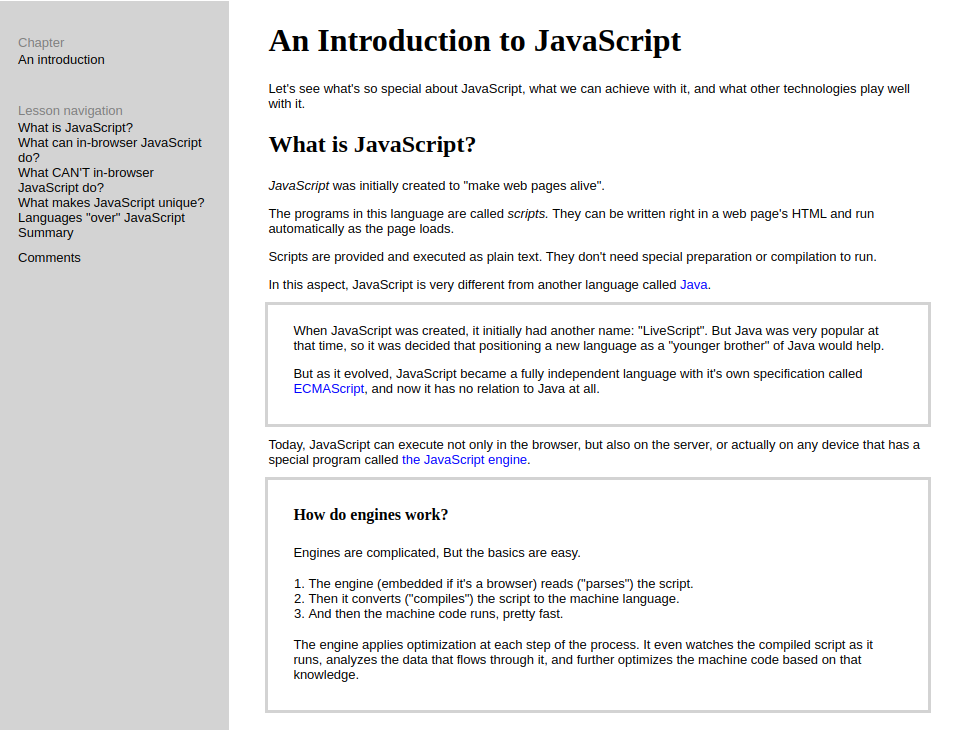 Chapter
An introduction
Lesson navigation
What is JavaScript?
What can in-browser JavaScript
do?
What CAN'T in-browser
JavaScript do?
What makes JavaScript unique?
Languages "over" JavaScript
Summary
Comments
An Introduction to JavaScript
Let's see what's so special about JavaScript, what we can achieve with it, and what other technologies play well
with it.
What is JavaScript?
JavaScript was initially created to "make web pages alive".
The programs in this language are called scripts. They can be written right in a web page's HTML and run
automatically as the page loads.
Scripts are provided and executed as plain text. They don't need special preparation or compilation to run.
In this aspect, JavaScript is very different from another language called Java.
When JavaScript was created, it initially had another name: "LiveScript". But Java was very popular at
that time, so it was decided that positioning a new language as a "younger brother" of Java would help.
But as it evolved, JavaScript became a fully independent language with it's own specification called
ECMAScript, and now it has no relation to Java at all.
Today, JavaScript can execute not only in the browser, but also on the server, or actually on any device that has a
special program called the JavaScript engine.
How do engines work?
Engines are complicated, But the basics are easy.
1. The engine (embedded if it's a browser) reads ("parses") the script.
2. Then it converts ("compiles") the script to the machine language.
3. And then the machine code runs, pretty fast.
The engine applies optimization at each step of the process. It even watches the compiled script as it
runs, analyzes the data that flows through it, and further optimizes the machine code based on that
knowledge.